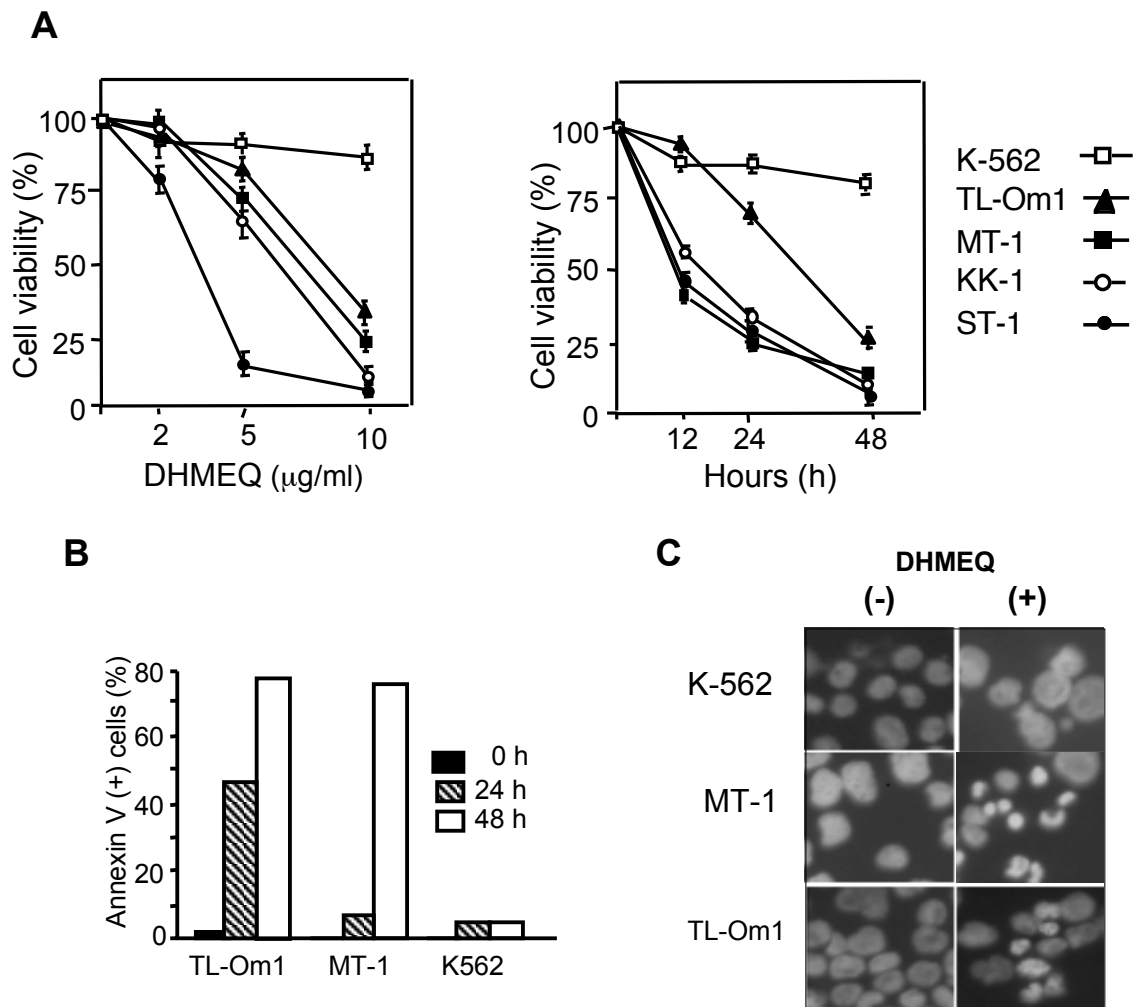 A
Cell viability (%)
100
75
50
25
0
2
5
10
DHMEQ (μg/ml)
Cell viability (%)
100
75
50
25
0
12
24
48
Hours (h)
K-562
TL-Om1
MT-1
KK-1
ST-1
B
Annexin V (+) cells (%)
80
60
40
20
0
0 h
24 h
48 h
TL-Om1
MT-1
K562
C
DHMEQ
(-)
(+)
K-562
MT-1
TL-Om1